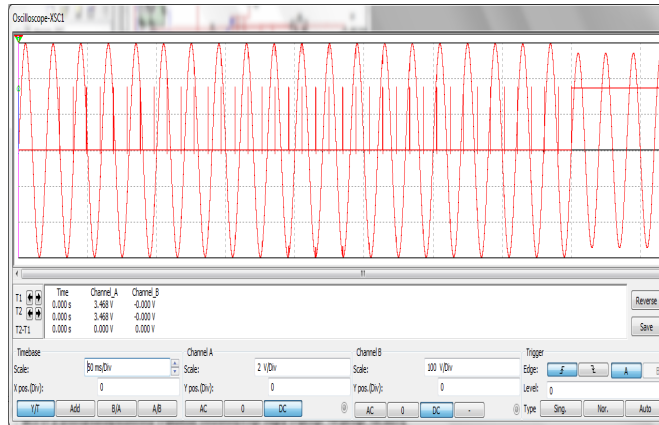 Oscilloscope-XSC1
T1
T2
T2-T1
Time Channel_A Channel_B
0.000 s 3.468 V -0.000 V
0.000 s 3.468 V -0.000 V
0.000 s 0.000 V 0.000 V
Reverse
Save
Timebase
Scale: 50 ms/Div
X pos.(Div): 0
Y/T Add B/A A/B
Channel A
Scale: 2 V/Div
Y pos.(Div): 0
AC 0 DC
Channel B
Scale: 100 V/Div
Y pos.(Div): 0
AC 0 DC -
Trigger
Edge: A
Level: 0
Type Sing. Nor. Auto